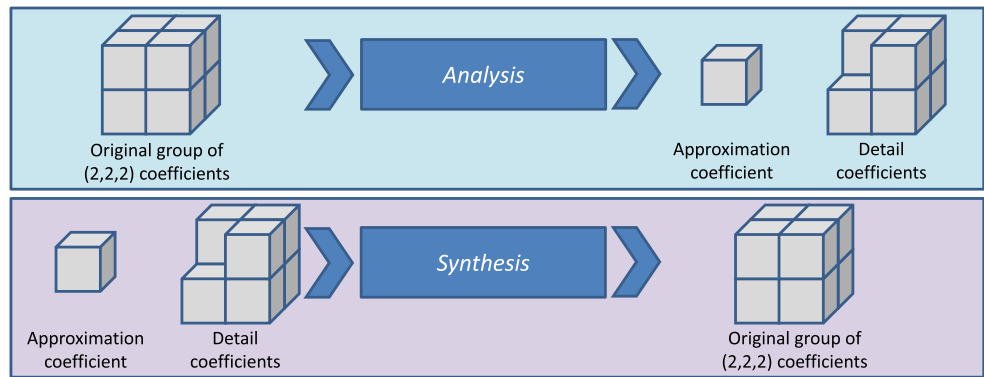 Analysis
Original group of
(2,2,2) coefficients
Approximation
coefficient
Detail
coefficients
Synthesis
Approximation
coefficient
Detail
coefficients
Original group of
(2,2,2) coefficients